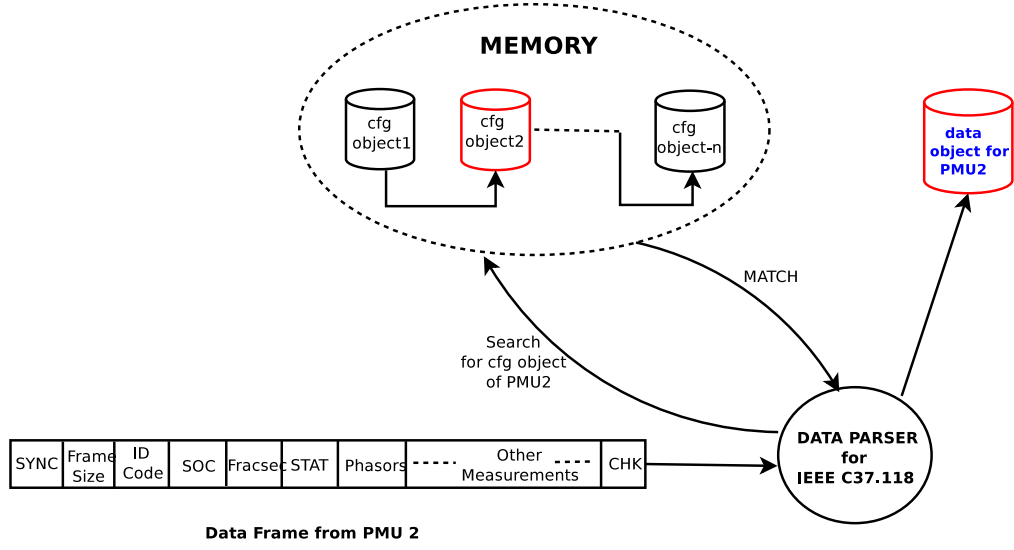 MEMORY
cfg
object1
cfg
object2
cfg
object-n
data
object for
PMU2
MATCH
Search
for cfg object
of PMU2
DATA PARSER
for
IEEE C37.118
SYNC
Frame
Size
ID
Code
SOC
Fracsec
STAT
Phasors
Other
Measurements
CHK
Data Frame from PMU 2